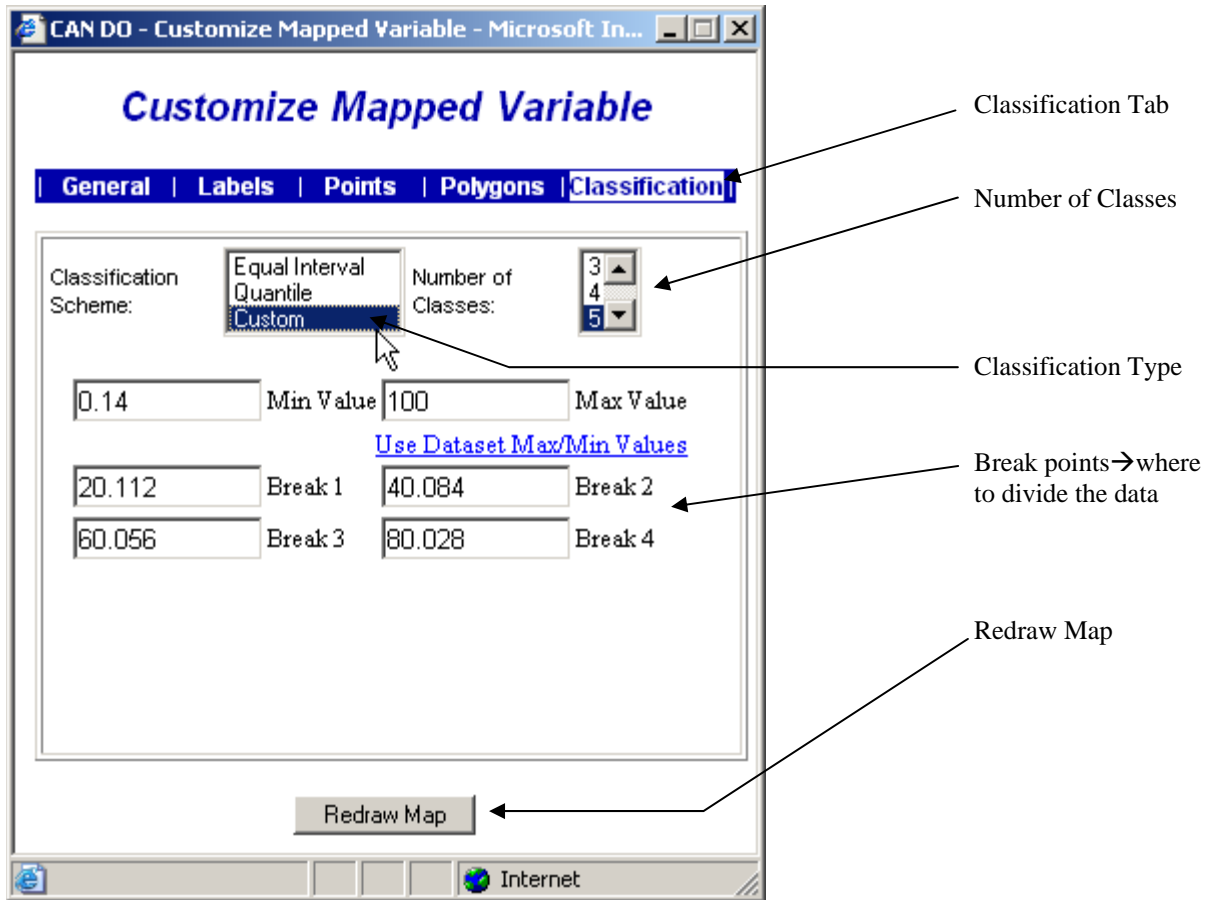 CAN DO - Customize Mapped Variable - Microsoft In...
Customize Mapped Variable
| General | Labels | Points | Polygons |Classification|
Classification Scheme:
Equal Interval
Quantile
Custom
Number of Classes:
3
4
5
0.14 Min Value 100 Max Value
Use Dataset Max/Min Values
20.112 Break 1 40.084 Break 2
60.056 Break 3 80.028 Break 4
Redraw Map
Internet
Classification Tab
Number of Classes
Classification Type
Break points→where
to divide the data
Redraw Map